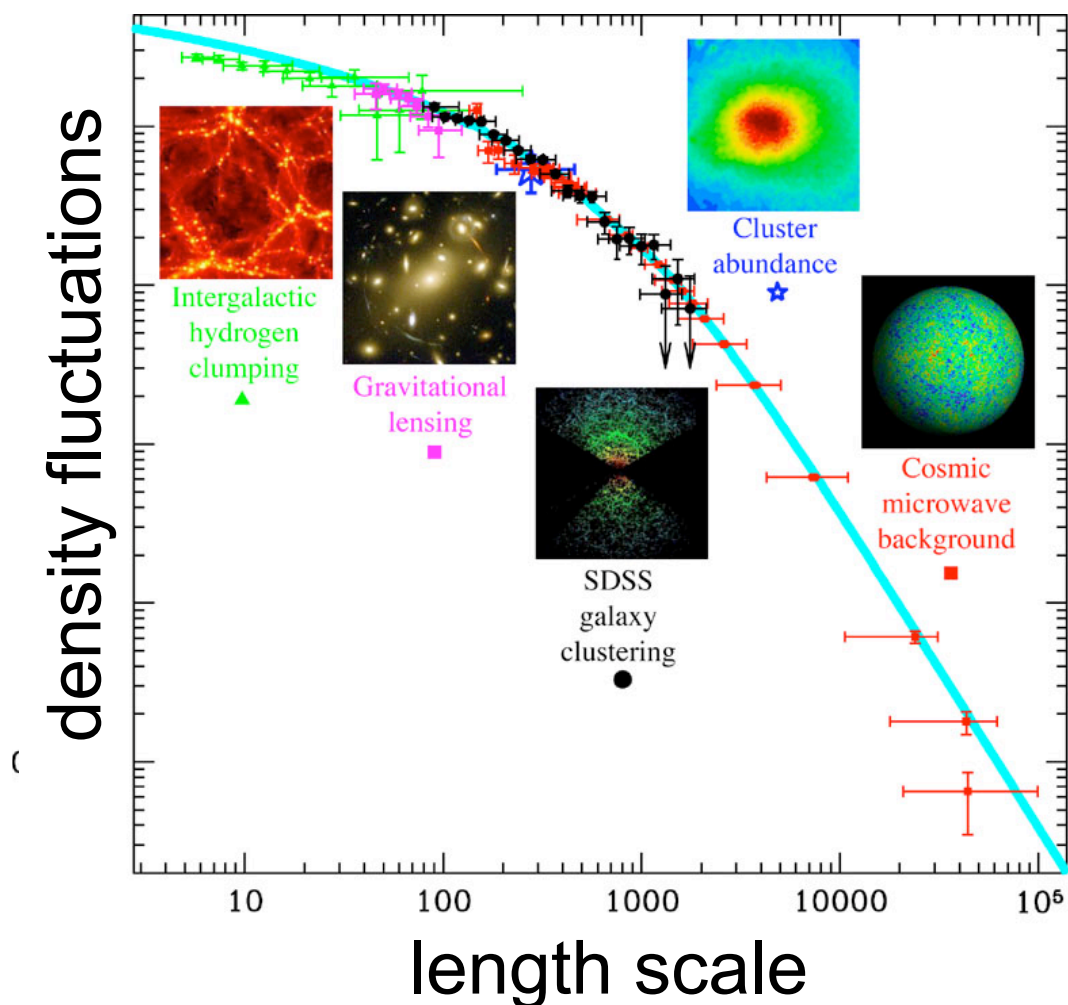 density fluctuations
Intergalactic
hydrogen
clumping
Gravitational
lensing
Cluster
abundance
SDSS
galaxy
clustering
Cosmic
microwave
background
10
100
1000
10000
10⁵
length scale